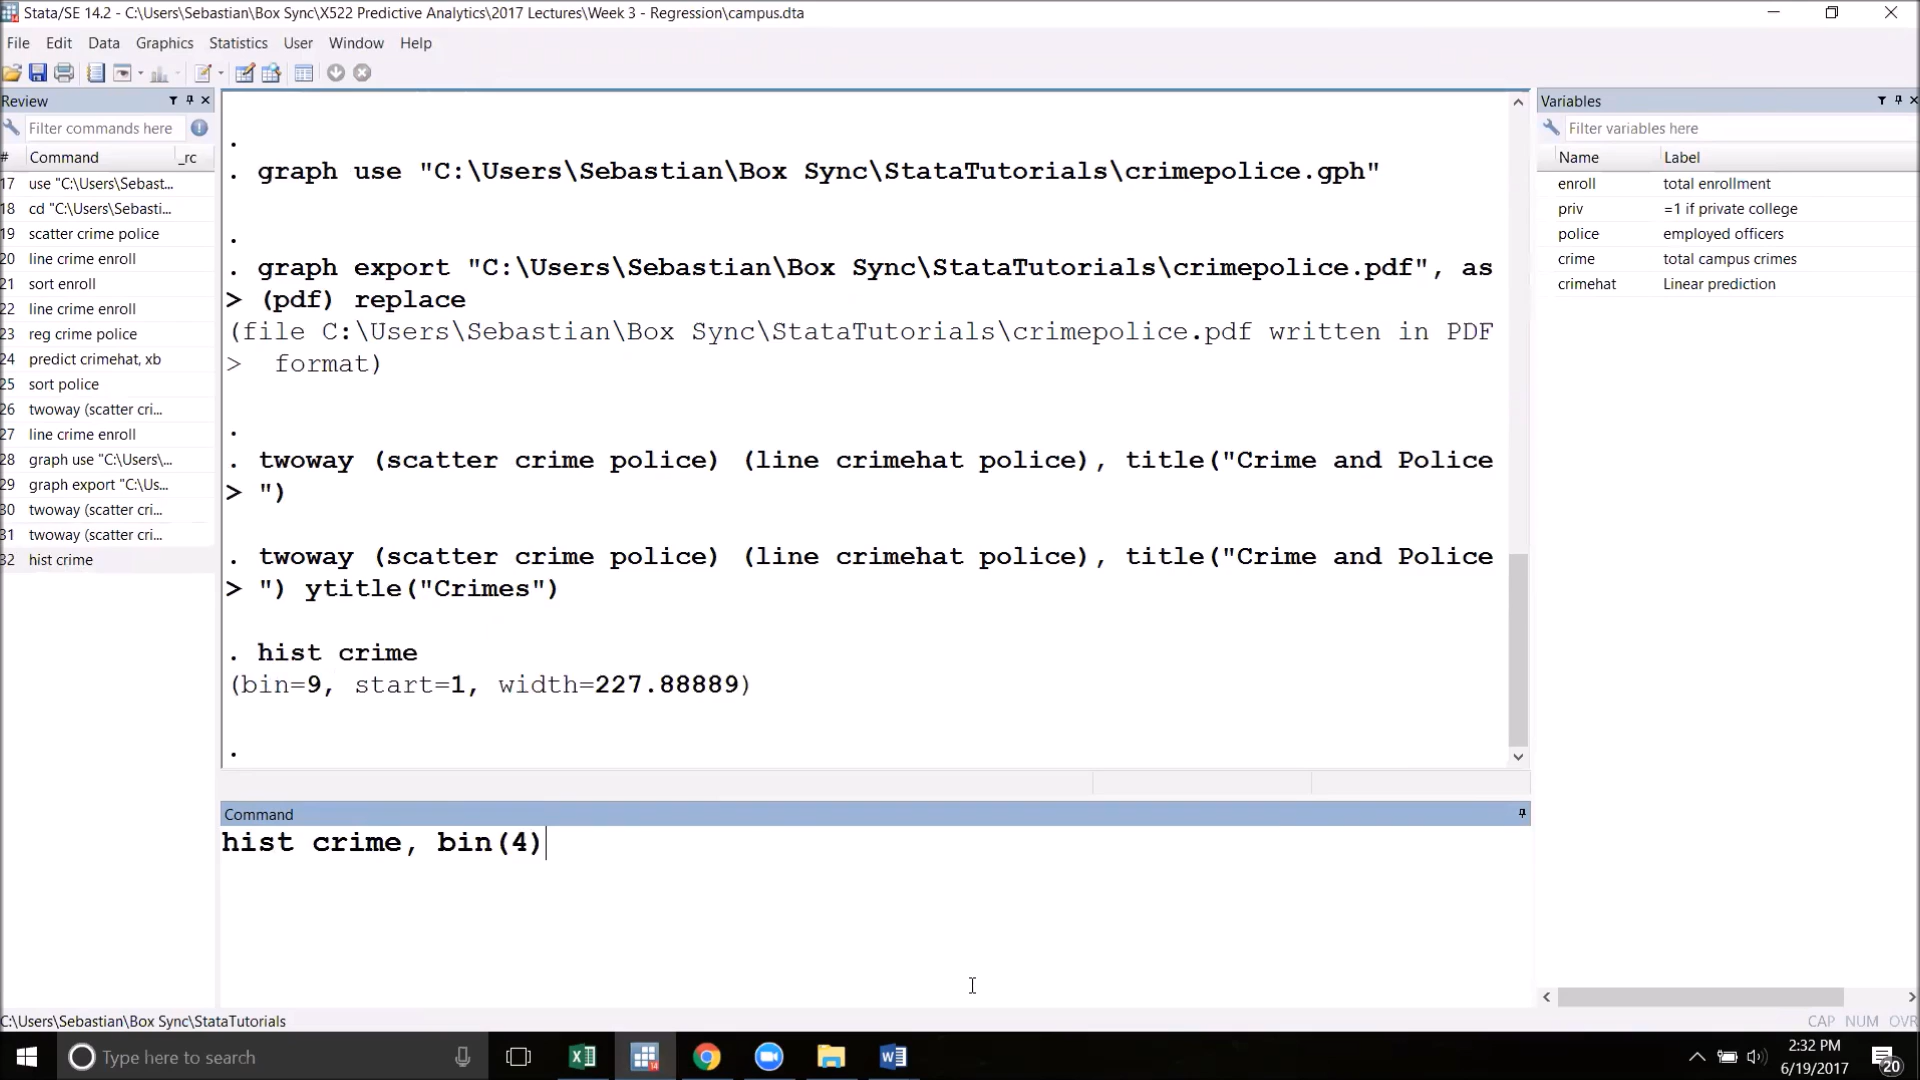 Stata/SE 14.2 - C:\Users\Sebastian\Box Sync\X522 Predictive Analytics\2017 Lectures\Week 3 - Regression\campus.dta
File Edit Data Graphics Statistics User Window Help
Review
Filter commands here
# Command _rc
17 use "C:\Users\Sebast...
18 cd "C:\Users\Sebasti...
19 scatter crime police
20 line crime enroll
21 sort enroll
22 line crime enroll
23 reg crime police
24 predict crimehat, xb
25 sort police
26 twoway (scatter cri...
27 line crime enroll
28 graph use "C:\Users\...
29 graph export "C:\Us...
30 twoway (scatter cri...
31 twoway (scatter cri...
32 hist crime
.
. graph use "C:\Users\Sebastian\Box Sync\StataTutorials\crimepolice.gph"
.
. graph export "C:\Users\Sebastian\Box Sync\StataTutorials\crimepolice.pdf", as
> (pdf) replace
(file C:\Users\Sebastian\Box Sync\StataTutorials\crimepolice.pdf written in PDF
> format)
.
. twoway (scatter crime police) (line crimehat police), title("Crime and Police
> ")
. twoway (scatter crime police) (line crimehat police), title("Crime and Police
> ") ytitle("Crimes")
. hist crime
(bin=9, start=1, width=227.88889)
.
Command
hist crime, bin(4)
Variables
Filter variables here
Name Label
enroll total enrollment
priv =1 if private college
police employed officers
crime total campus crimes
crimehat Linear prediction
C:\Users\Sebastian\Box Sync\StataTutorials
CAP NUM OVR
Type here to search
2:32 PM
6/19/2017
20